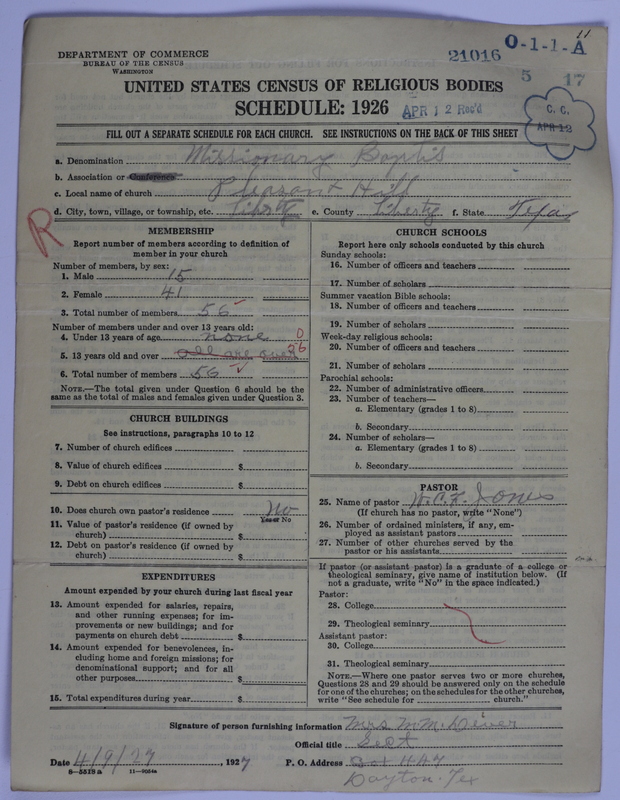 DEPARTMENT OF COMMERCE
BUREAU OF THE CENSUS
WASHINGTON
21016 O-1-1-A 11
5 17
UNITED STATES CENSUS OF RELIGIOUS BODIES
SCHEDULE: 1926
APR 12 Rec'd
C. C.
APR 12
FILL OUT A SEPARATE SCHEDULE FOR EACH CHURCH. SEE INSTRUCTIONS ON THE BACK OF THIS SHEET
a. Denomination Missionary Baptis
b. Association or Conference
c. Local name of church Pleasant Hill
d. City, town, village, or township, etc. Liberty e. County Liberty f. State Texas
R
MEMBERSHIP
Report number of members according to definition of
member in your church
Number of members, by sex:
1. Male 15
2. Female 41
3. Total number of members 56
Number of members under and over 13 years old:
4. Under 13 years of age none 0
5. 13 years old and over all are over 56
6. Total number of members 56
NOTE.—The total given under Question 6 should be the
same as the total of males and females given under Question 3.
CHURCH BUILDINGS
See instructions, paragraphs 10 to 12
7. Number of church edifices
8. Value of church edifices $
9. Debt on church edifices $
10. Does church own pastor's residence No
Yes or No
11. Value of pastor's residence (if owned by
church) $
12. Debt on pastor's residence (if owned by
church) $
EXPENDITURES
Amount expended by your church during last fiscal year
13. Amount expended for salaries, repairs,
and other running expenses; for im-
provements or new buildings; and for
payments on church debt $
14. Amount expended for benevolences, in-
cluding home and foreign missions; for
denominational support; and for all
other purposes $
15. Total expenditures during year $
CHURCH SCHOOLS
Report here only schools conducted by this church
Sunday schools:
16. Number of officers and teachers
17. Number of scholars
Summer vacation Bible schools:
18. Number of officers and teachers
19. Number of scholars
Week-day religious schools:
20. Number of officers and teachers
21. Number of scholars
Parochial schools:
22. Number of administrative officers
23. Number of teachers—
a. Elementary (grades 1 to 8)
b. Secondary
24. Number of scholars—
a. Elementary (grades 1 to 8)
b. Secondary
PASTOR
25. Name of pastor W.C.F. Jones
(If church has no pastor, write "None")
26. Number of ordained ministers, if any, em-
ployed as assistant pastors
27. Number of other churches served by the
pastor or his assistants
If pastor (or assistant pastor) is a graduate of a college or
theological seminary, give name of institution below. (If
not a graduate, write "No" in the space indicated.)
Pastor:
28. College
29. Theological seminary
Assistant pastor:
30. College
31. Theological seminary
NOTE.—Where one pastor serves two or more churches,
Questions 28 and 29 should be answered only on the schedule
for one of the churches; on the schedules for the other churches,
write "See schedule for church."
Signature of person furnishing information Mrs M.M. Deiver
Official title Sect
Date 4/9/27, 1927 P. O. Address Box 447
Dayton. Tex
8—5518a 11—9064a